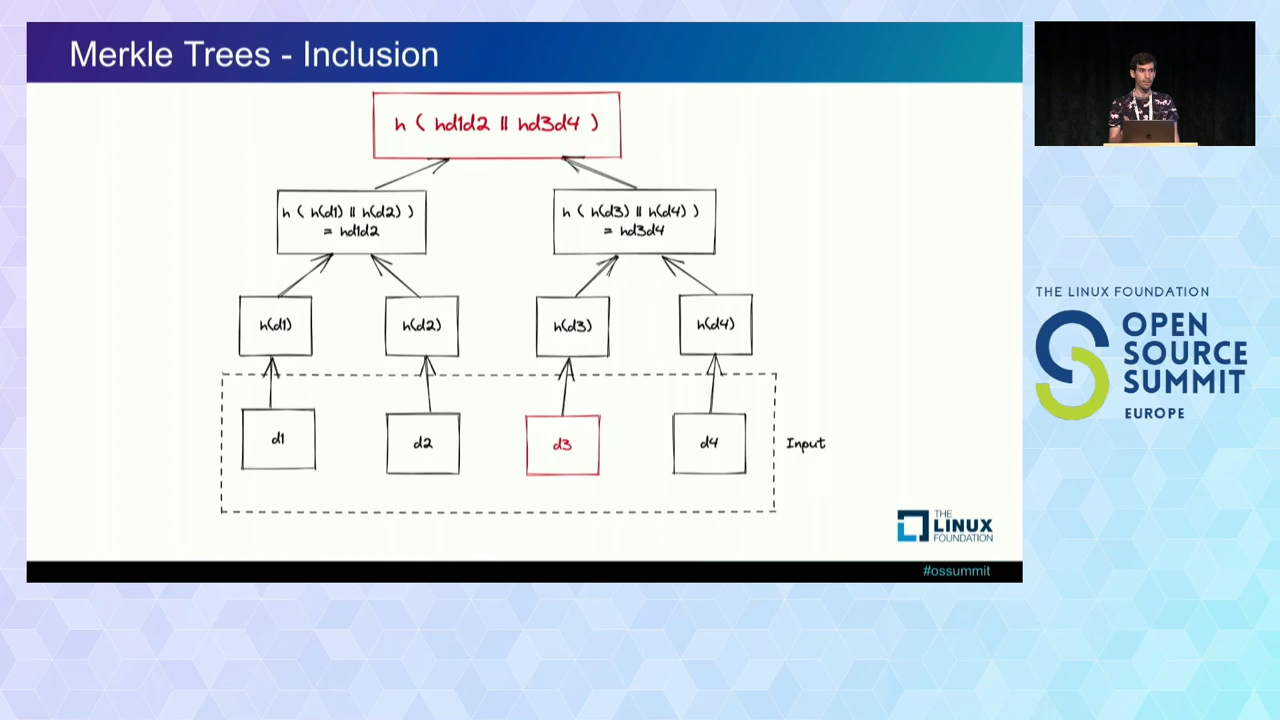 Merkle Trees - Inclusion
h ( hd1d2 || hd3d4 )
h ( h(d1) || h(d2) )
= hd1d2
h ( h(d3) || h(d4) )
= hd3d4
h(d1)
h(d2)
h(d3)
h(d4)
d1
d2
d3
d4
Input
THE
LINUX
FOUNDATION
#ossummit
THE LINUX FOUNDATION
OPEN
SOURCE
SUMMIT
EUROPE